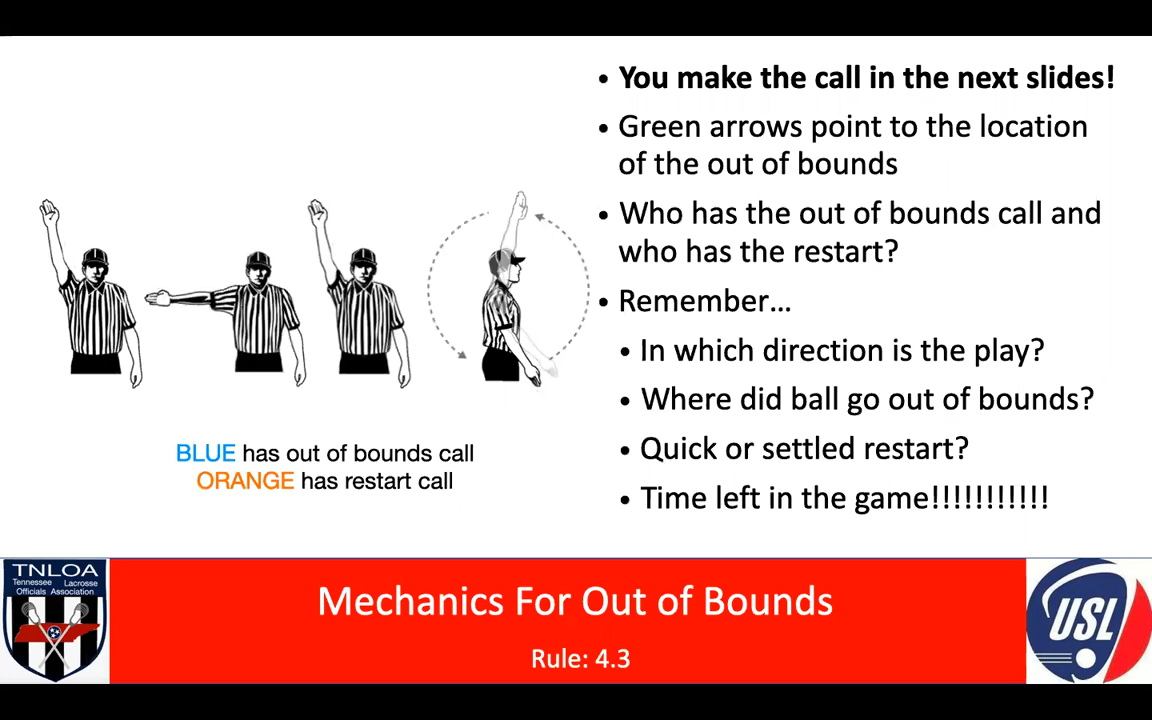 • You make the call in the next slides!
• Green arrows point to the location
of the out of bounds
• Who has the out of bounds call and
who has the restart?
• Remember…
• In which direction is the play?
• Where did ball go out of bounds?
• Quick or settled restart?
• Time left in the game!!!!!!!!!!!
BLUE has out of bounds call
ORANGE has restart call
TNLOA
Tennessee Lacrosse
Officials Association
Mechanics For Out of Bounds
Rule: 4.3
USL